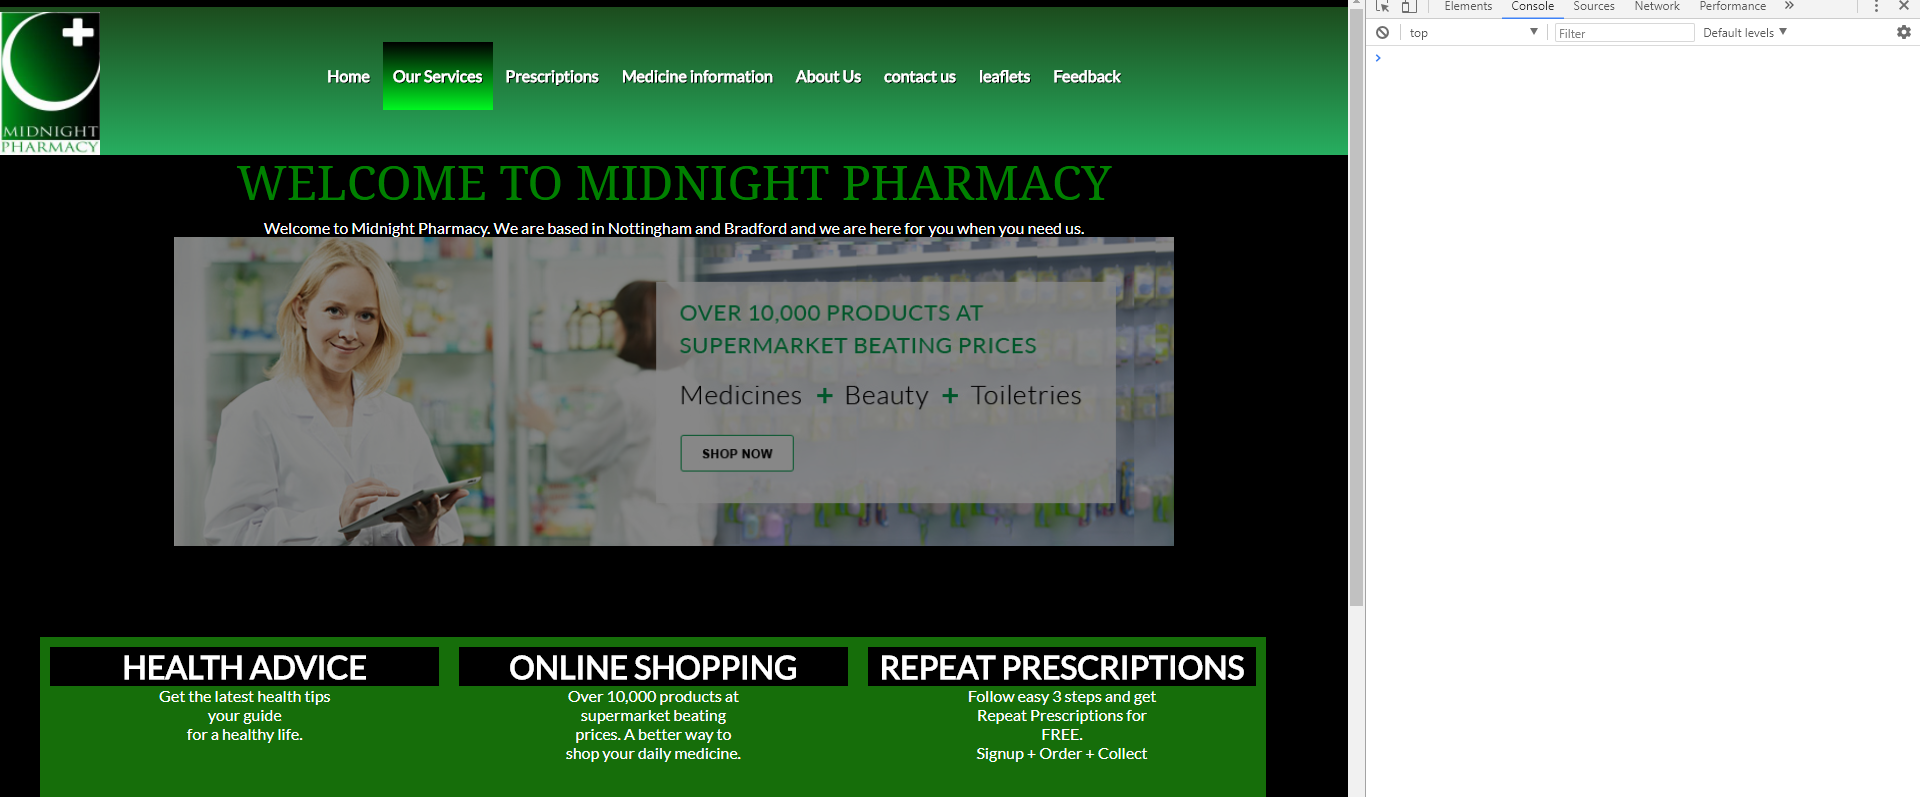 MIDNIGHT
PHARMACY
Home Our Services Prescriptions Medicine information About Us contact us leaflets Feedback
WELCOME TO MIDNIGHT PHARMACY
Welcome to Midnight Pharmacy. We are based in Nottingham and Bradford and we are here for you when you need us.
OVER 10,000 PRODUCTS AT
SUPERMARKET BEATING PRICES
Medicines + Beauty + Toiletries
SHOP NOW
HEALTH ADVICE
Get the latest health tips
your guide
for a healthy life.
ONLINE SHOPPING
Over 10,000 products at
supermarket beating
prices. A better way to
shop your daily medicine.
REPEAT PRESCRIPTIONS
Follow easy 3 steps and get
Repeat Prescriptions for
FREE.
Signup + Order + Collect
Elements Console Sources Network Performance »
top Filter Default levels